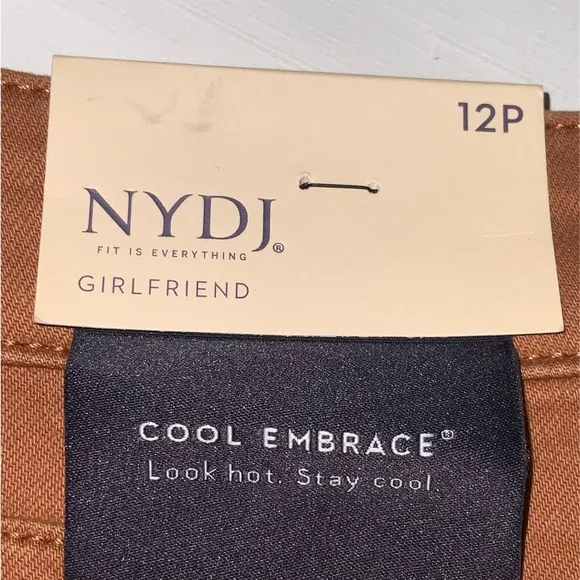 12P
NYDJ®
FIT IS EVERYTHING
GIRLFRIEND
COOL EMBRACE®
Look hot. Stay cool